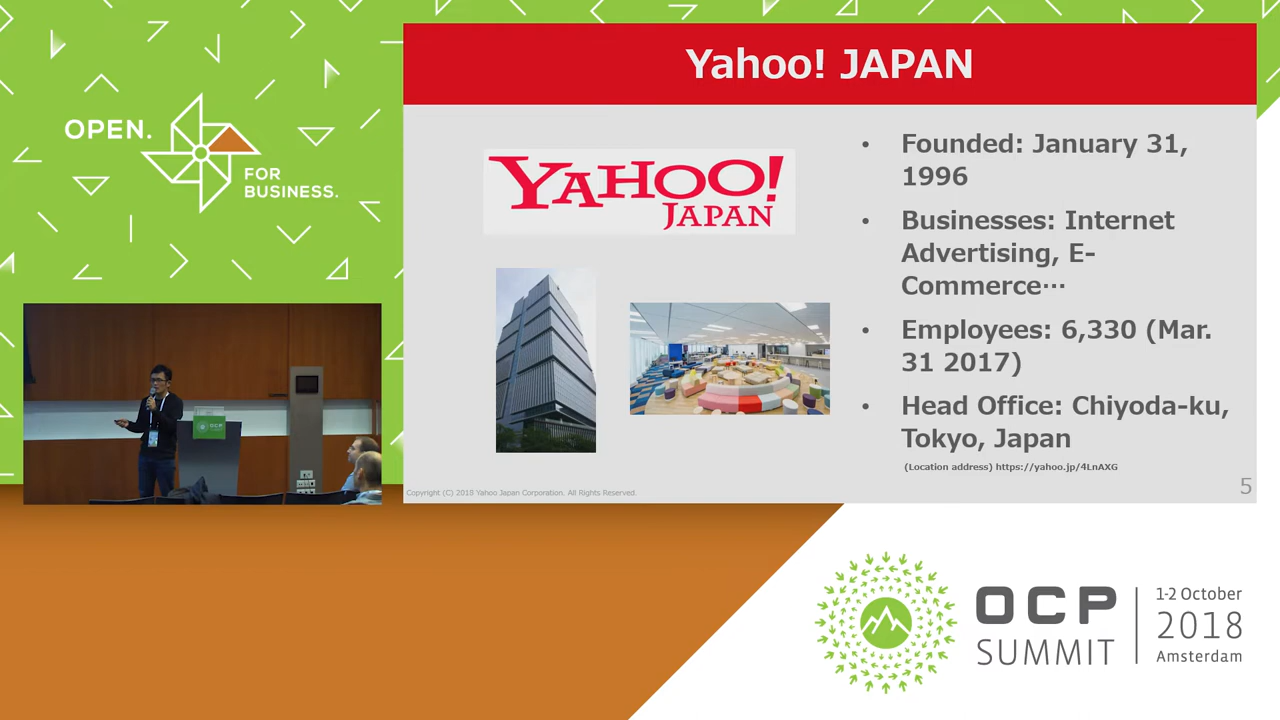 OPEN.
FOR
BUSINESS.
Yahoo! JAPAN
YAHOO!
JAPAN
• Founded: January 31,
1996
• Businesses: Internet
Advertising, E-
Commerce…
• Employees: 6,330 (Mar.
31 2017)
• Head Office: Chiyoda-ku,
Tokyo, Japan
(Location address) https://yahoo.jp/4LnAXG
Copyright (C) 2018 Yahoo Japan Corporation. All Rights Reserved.
5
OCP
OCP
SUMMIT
1-2 October
2018
Amsterdam